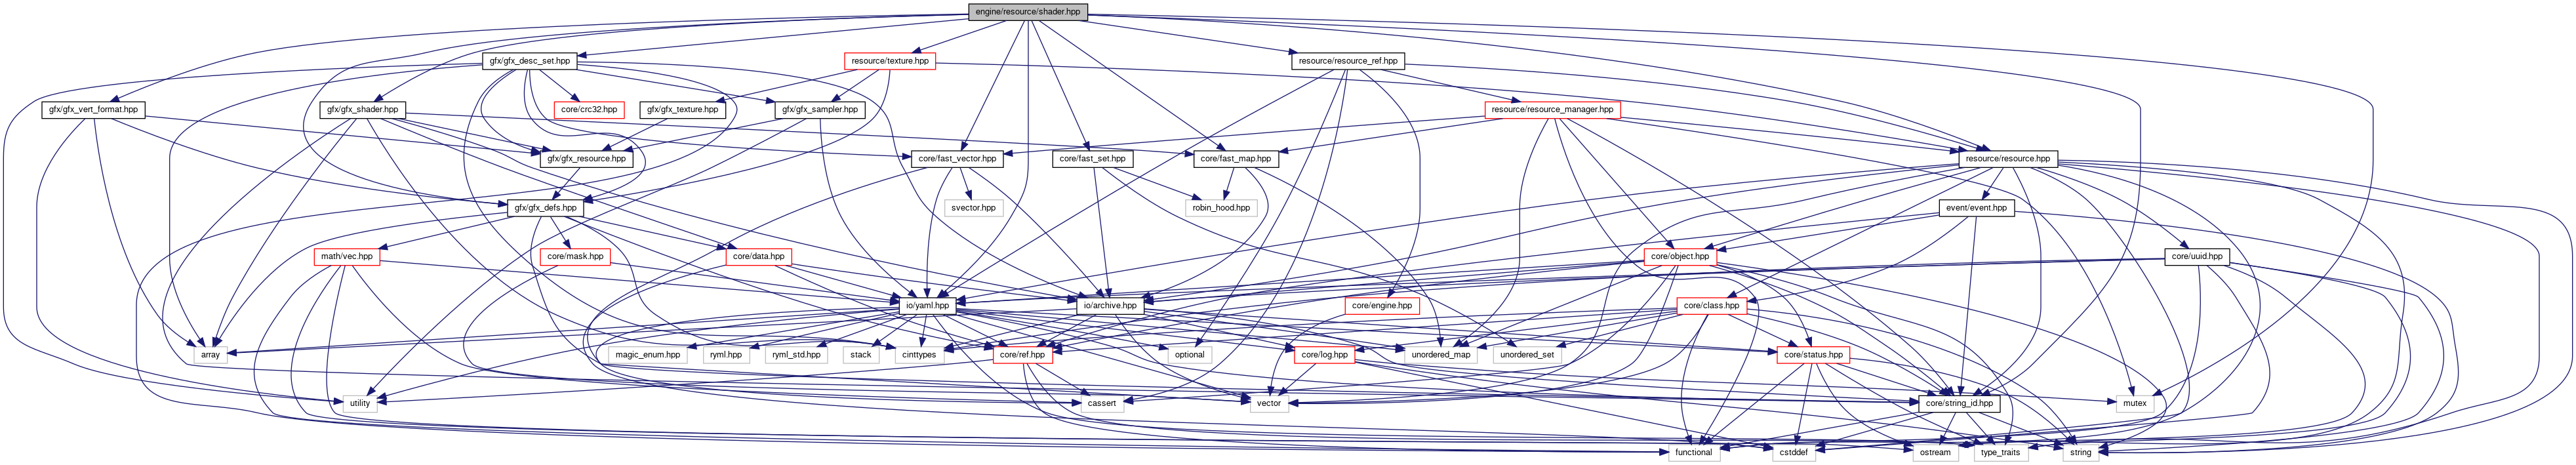 engine/resource/shader.hpp
gfx/gfx_desc_set.hpp
resource/texture.hpp
resource/resource_ref.hpp
gfx/gfx_vert_format.hpp
gfx/gfx_shader.hpp
core/crc32.hpp
gfx/gfx_texture.hpp
gfx/gfx_sampler.hpp
resource/resource_manager.hpp
gfx/gfx_resource.hpp
core/fast_vector.hpp
core/fast_set.hpp
core/fast_map.hpp
resource/resource.hpp
gfx/gfx_defs.hpp
svector.hpp
robin_hood.hpp
event/event.hpp
math/vec.hpp
core/mask.hpp
core/data.hpp
core/object.hpp
core/uuid.hpp
io/yaml.hpp
io/archive.hpp
core/engine.hpp
core/class.hpp
array
magic_enum.hpp
ryml.hpp
ryml_std.hpp
stack
cinttypes
core/ref.hpp
optional
core/log.hpp
unordered_map
unordered_set
core/status.hpp
utility
cassert
vector
core/string_id.hpp
mutex
functional
cstddef
ostream
type_traits
string